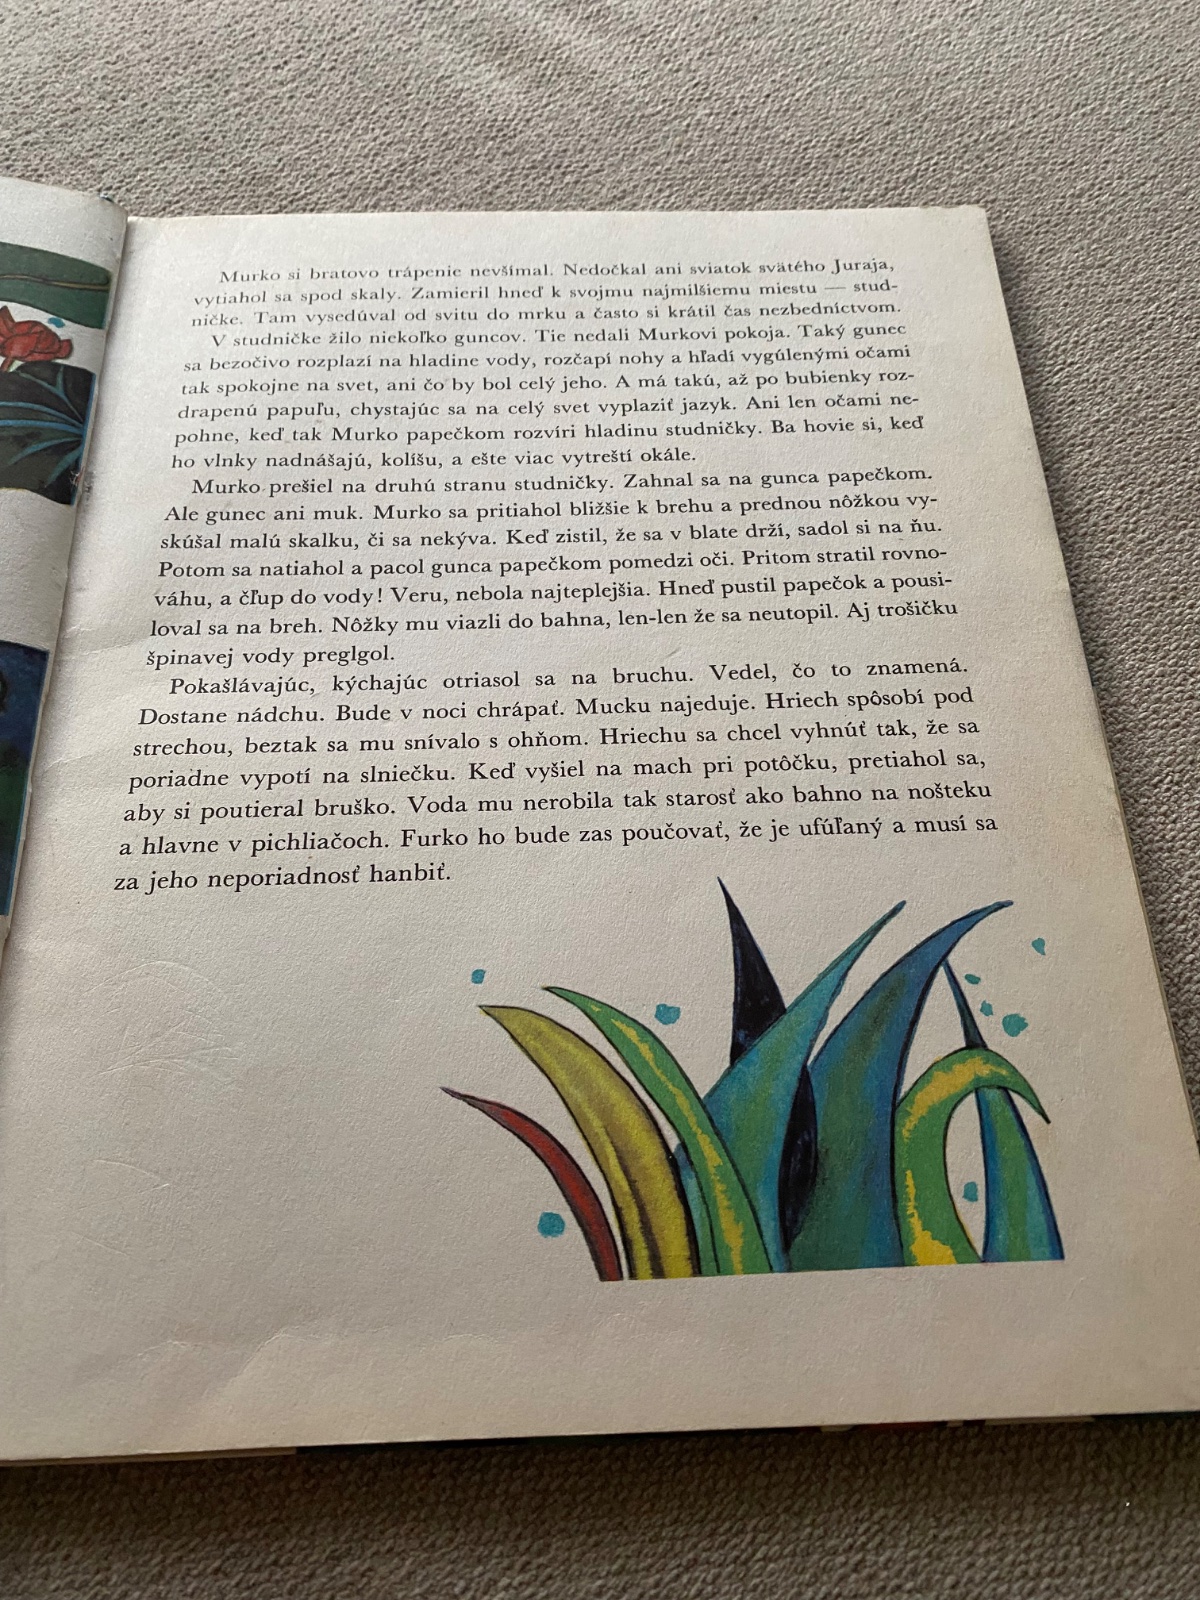 Murko si bratovo trápenie nevšímal. Nedočkal ani sviatok svätého Juraja,
vytiahol sa spod skaly. Zamieril hneď k svojmu najmilšiemu miestu — stud-
ničke. Tam vysedúval od svitu do mrku a často si krátil čas nezbedníctvom.
V studničke žilo niekoľko guncov. Tie nedali Murkovi pokoja. Taký gunec
sa bezočivo rozplazí na hladine vody, rozčapí nohy a hľadí vygúlenými očami
tak spokojne na svet, ani čo by bol celý jeho. A má takú, až po bubienky roz-
drapenú papuľu, chystajúc sa na celý svet vyplaziť jazyk. Ani len očami ne-
pohne, keď tak Murko papečkom rozvíri hladinu studničky. Ba hovie si, keď
ho vlnky nadnášajú, kolíšu, a ešte viac vytreští okále.
Murko prešiel na druhú stranu studničky. Zahnal sa na gunca papečkom.
Ale gunec ani muk. Murko sa pritiahol bližšie k brehu a prednou nôžkou vy-
skúšal malú skalku, či sa nekýva. Keď zistil, že sa v blate drží, sadol si na ňu.
Potom sa natiahol a pacol gunca papečkom pomedzi oči. Pritom stratil rovno-
váhu, a čľup do vody! Veru, nebola najteplejšia. Hneď pustil papečok a pousi-
loval sa na breh. Nôžky mu viazli do bahna, len-len že sa neutopil. Aj trošičku
špinavej vody preglgol.
Pokašlávajúc, kýchajúc otriasol sa na bruchu. Vedel, čo to znamená.
Dostane nádchu. Bude v noci chrápať. Mucku najeduje. Hriech spôsobí pod
strechou, beztak sa mu snívalo s ohňom. Hriechu sa chcel vyhnúť tak, že sa
poriadne vypotí na slniečku. Keď vyšiel na mach pri potôčku, pretiahol sa,
aby si poutieral bruško. Voda mu nerobila tak starosť ako bahno na nošteku
a hlavne v pichliačoch. Furko ho bude zas poučovať, že je ufúľaný a musí sa
za jeho neporiadnosť hanbiť.